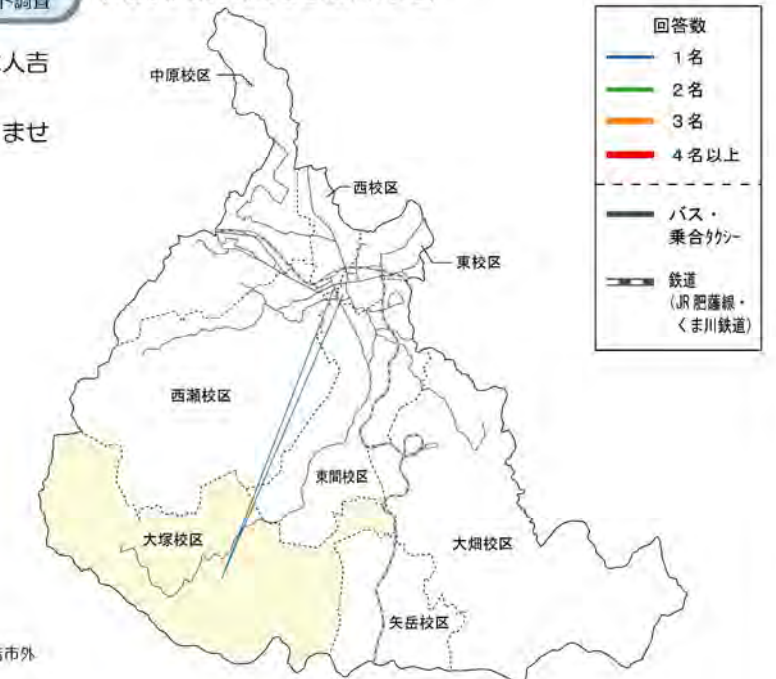 ト調査
人吉
ませ
中原校区
西校区
東校区
西瀬校区
東間校区
大塚校区
大畑校区
矢岳校区
市外
回答数
1名
2名
3名
4名以上
バス・
乗合タクシー
鉄道
(JR肥薩線・
くま川鉄道)